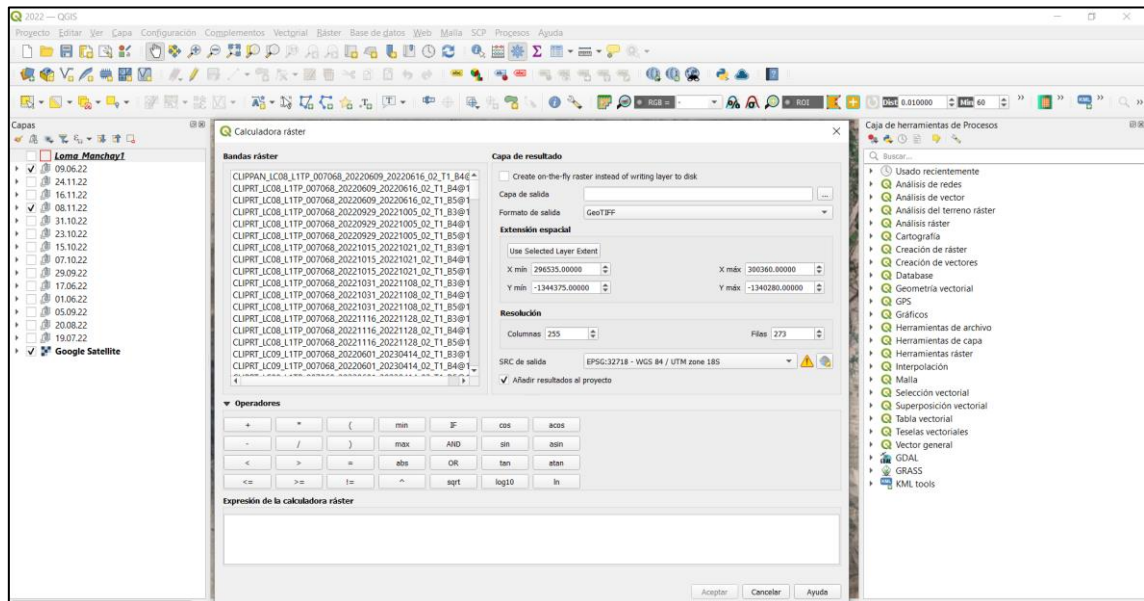 2022 — QGIS
Proyecto Editar Ver Capa Configuración Complementos Vectorial Ráster Base de datos Web Malla SCP Procesos Ayuda
RGB =
ROI
Dist 0.010000
Min 60
Capas
Loma Manchay1
09.06.22
24.11.22
16.11.22
08.11.22
31.10.22
23.10.22
15.10.22
07.10.22
29.09.22
17.06.22
01.06.22
05.09.22
20.08.22
19.07.22
Google Satellite
Calculadora ráster
Bandas ráster
CLIPPAN_LC08_L1TP_007068_20220609_20220616_02_T1_B4@
CLIPRT_LC08_L1TP_007068_20220609_20220616_02_T1_B4@1
CLIPRT_LC08_L1TP_007068_20220609_20220616_02_T1_B5@1
CLIPRT_LC08_L1TP_007068_20220929_20221005_02_T1_B3@1
CLIPRT_LC08_L1TP_007068_20220929_20221005_02_T1_B4@1
CLIPRT_LC08_L1TP_007068_20220929_20221005_02_T1_B5@1
CLIPRT_LC08_L1TP_007068_20221015_20221021_02_T1_B3@1
CLIPRT_LC08_L1TP_007068_20221015_20221021_02_T1_B4@1
CLIPRT_LC08_L1TP_007068_20221015_20221021_02_T1_B5@1
CLIPRT_LC08_L1TP_007068_20221031_20221108_02_T1_B3@1
CLIPRT_LC08_L1TP_007068_20221031_20221108_02_T1_B4@1
CLIPRT_LC08_L1TP_007068_20221031_20221108_02_T1_B5@1
CLIPRT_LC08_L1TP_007068_20221116_20221128_02_T1_B3@1
CLIPRT_LC08_L1TP_007068_20221116_20221128_02_T1_B4@1
CLIPRT_LC08_L1TP_007068_20221116_20221128_02_T1_B5@1
CLIPRT_LC09_L1TP_007068_20220601_20230414_02_T1_B3@1
CLIPRT_LC09_L1TP_007068_20220601_20230414_02_T1_B4@1
Capa de resultado
Create on-the-fly raster instead of writing layer to disk
Capa de salida
...
Formato de salida GeoTIFF
Extensión espacial
Use Selected Layer Extent
X mín 296535.00000 X máx 300360.00000
Y mín -1344375.00000 Y máx -1340280.00000
Resolución
Columnas 255 Filas 273
SRC de salida EPSG:32718 - WGS 84 / UTM zone 18S
Añadir resultados al proyecto
Operadores
+ * ( min IF cos acos
- / ) max AND sin asin
< > = abs OR tan atan
<= >= != ^ sqrt log10 ln
Expresión de la calculadora ráster
Aceptar Cancelar Ayuda
Caja de herramientas de Procesos
Buscar...
Usado recientemente
Análisis de redes
Análisis de vector
Análisis del terreno ráster
Análisis ráster
Cartografía
Creación de ráster
Creación de vectores
Database
Geometría vectorial
GPS
Gráficos
Herramientas de archivo
Herramientas de capa
Herramientas ráster
Interpolación
Malla
Selección vectorial
Superposición vectorial
Tabla vectorial
Teselas vectoriales
Vector general
GDAL
GRASS
KML tools